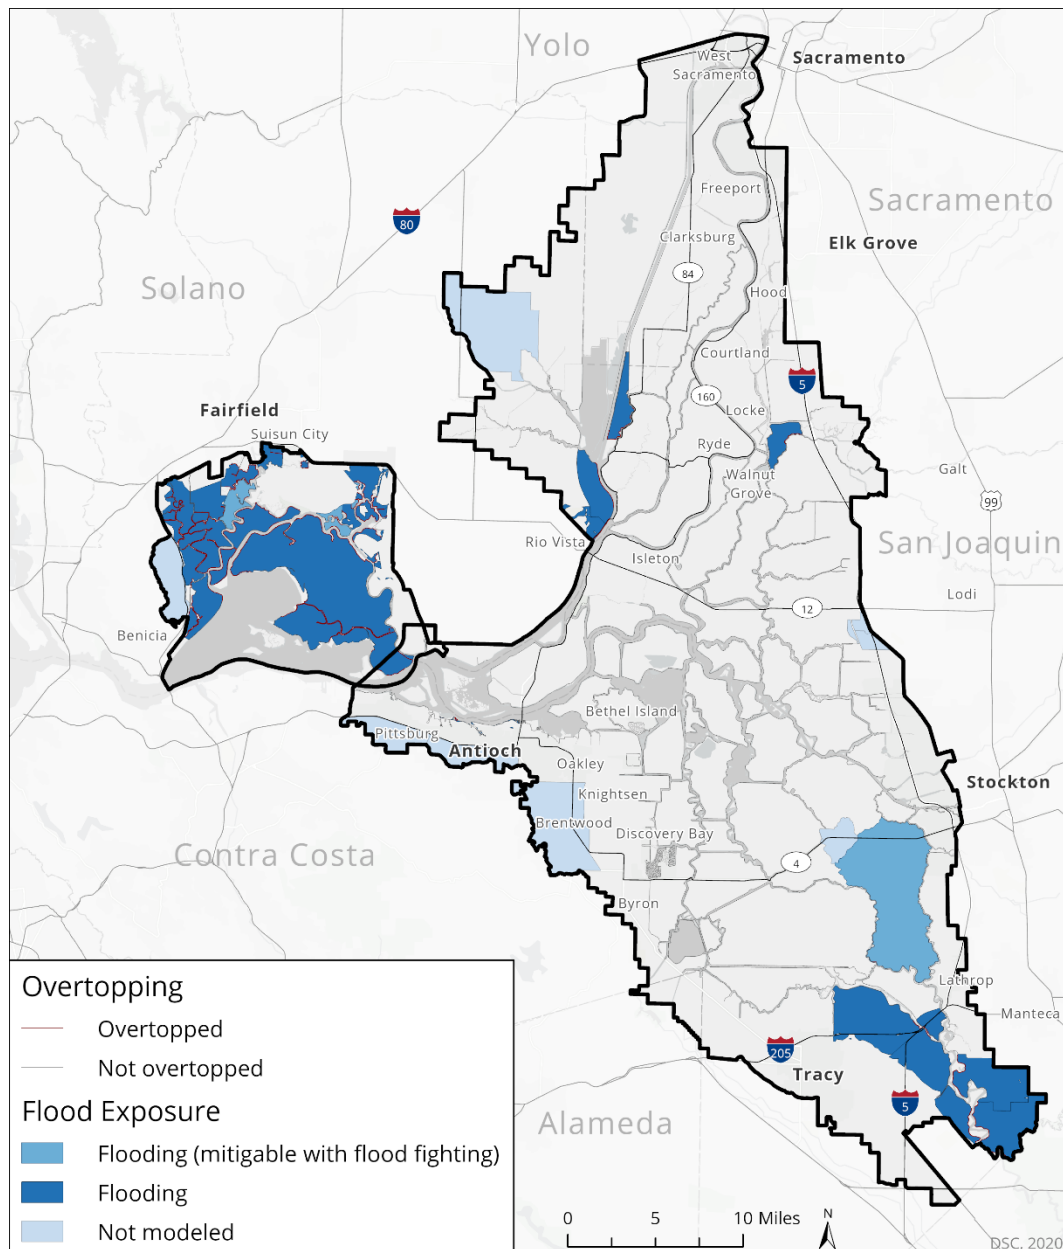 Yolo
West
Sacramento
Sacramento
80
Freeport
Sacramento
Clarksburg
Elk Grove
84
Solano
Hood
Courtland
5
160
Locke
Fairfield
Suisun City
Ryde
Galt
Walnut
Grove
99
Rio Vista
San Joaquin
Isleton
Lodi
12
Benicia
Bethel Island
Pittsburg
Antioch
Oakley
Stockton
Knightsen
Brentwood
Discovery Bay
Contra Costa
4
Byron
Lathrop
Manteca
205
Tracy
5
Alameda
Overtopping
Overtopped
Not overtopped
Flood Exposure
Flooding (mitigable with flood fighting)
Flooding
Not modeled
0 5 10 Miles
N
DSC, 2020